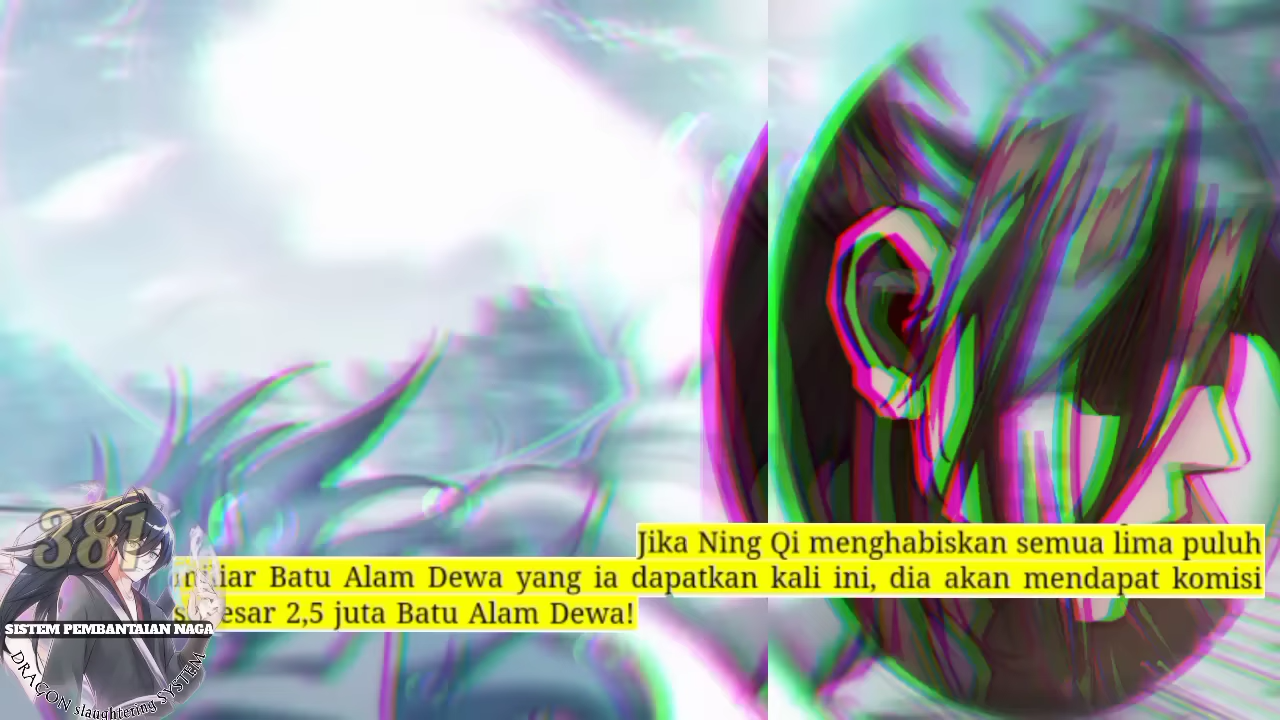 Jika Ning Qi menghabiskan semua lima puluh
Batu Alam Dewa yang ia dapatkan kali ini, dia akan mendapat komisi
2,5 juta Batu Alam Dewa!
381
SISTEM PEMBANTAIAN NAGA
DRAGON slaughtering SYSTEM